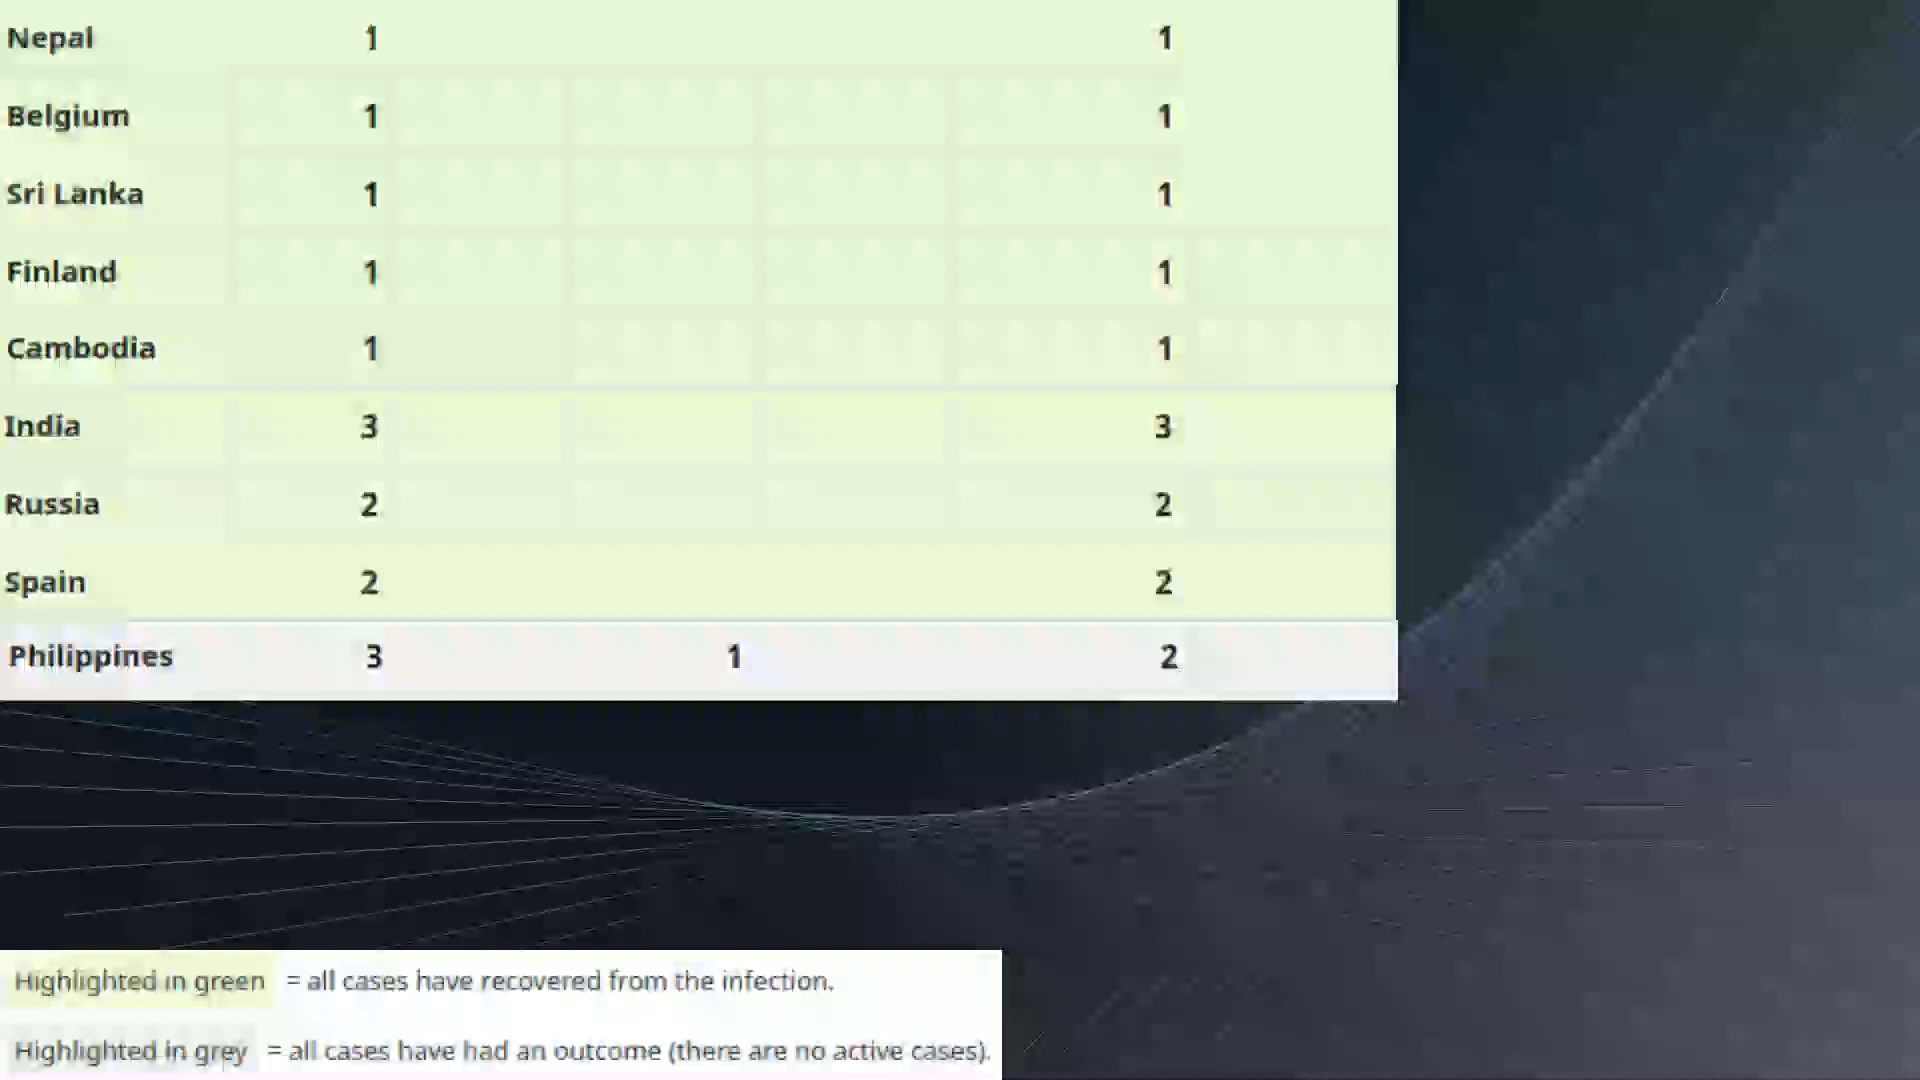 Nepal 1 1
Belgium 1 1
Sri Lanka 1 1
Finland 1 1
Cambodia 1 1
India 3 3
Russia 2 2
Spain 2 2
Philippines 3 1 2
Highlighted in green = all cases have recovered from the infection.
Highlighted in grey = all cases have had an outcome (there are no active cases).